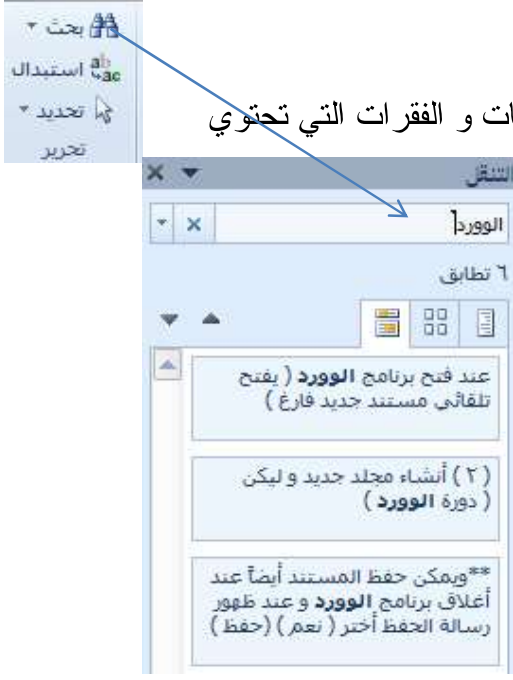 بحث
استبدال
تحديد
تحرير
ات و الفقرات التي تحتوي
التنقل
الوورد
٦ تطابق
عند فتح برنامج الوورد ( يفتح
تلقائي مستند جديد فارغ )
( ٢ ) أنشاء مجلد جديد و ليكن
( دورة الوورد )
**ويمكن حفظ المستند أيضاً عند
أغلاق برنامج الوورد و عند ظهور
رسالة الحفظ أختر ( نعم ) (حفظ )